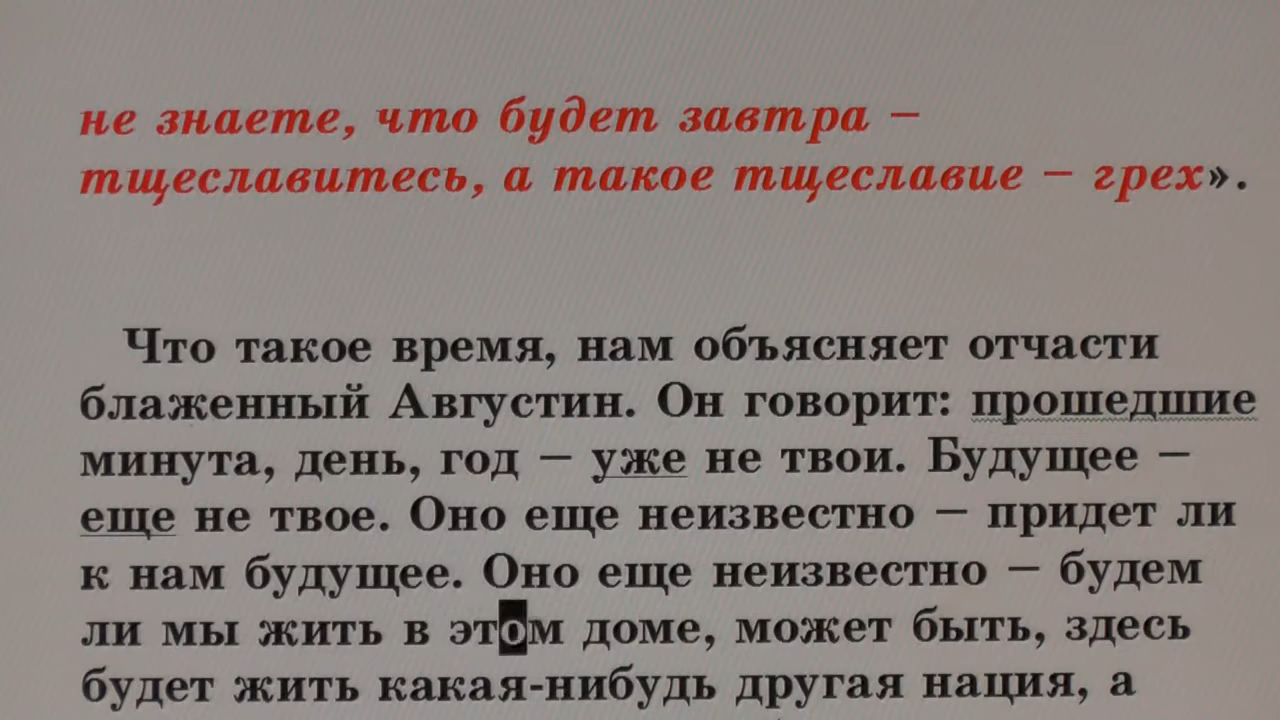 не знаете, что будет завтра –
тщеславитесь, а такое тщеславие – грех».
Что такое время, нам объясняет отчасти
блаженный Августин. Он говорит: прошедшие
минута, день, год – уже не твои. Будущее –
еще не твое. Оно еще неизвестно – придет ли
к нам будущее. Оно еще неизвестно – будем
ли мы жить в этом доме, может быть, здесь
будет жить какая-нибудь другая нация, а